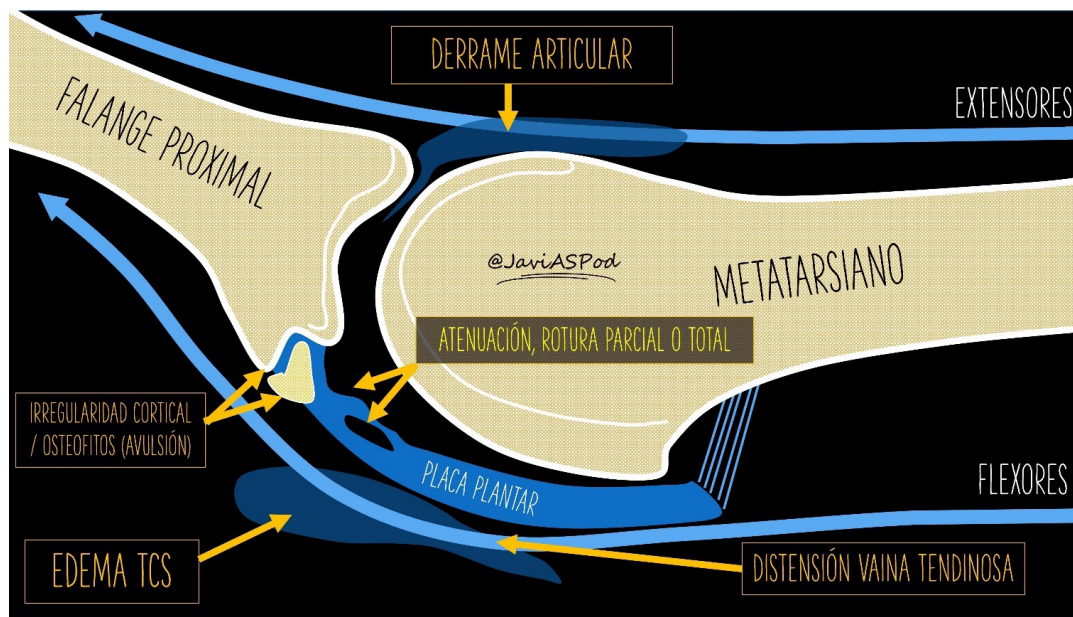 DERRAME ARTICULAR
EXTENSORES
FALANGE PROXIMAL
@JaviASPod
METATARSIANO
ATENUACIÓN, ROTURA PARCIAL O TOTAL
IRREGULARIDAD CORTICAL
/ OSTEOFITOS (AVULSIÓN)
PLACA PLANTAR
FLEXORES
EDEMA TCS
DISTENSIÓN VAINA TENDINOSA